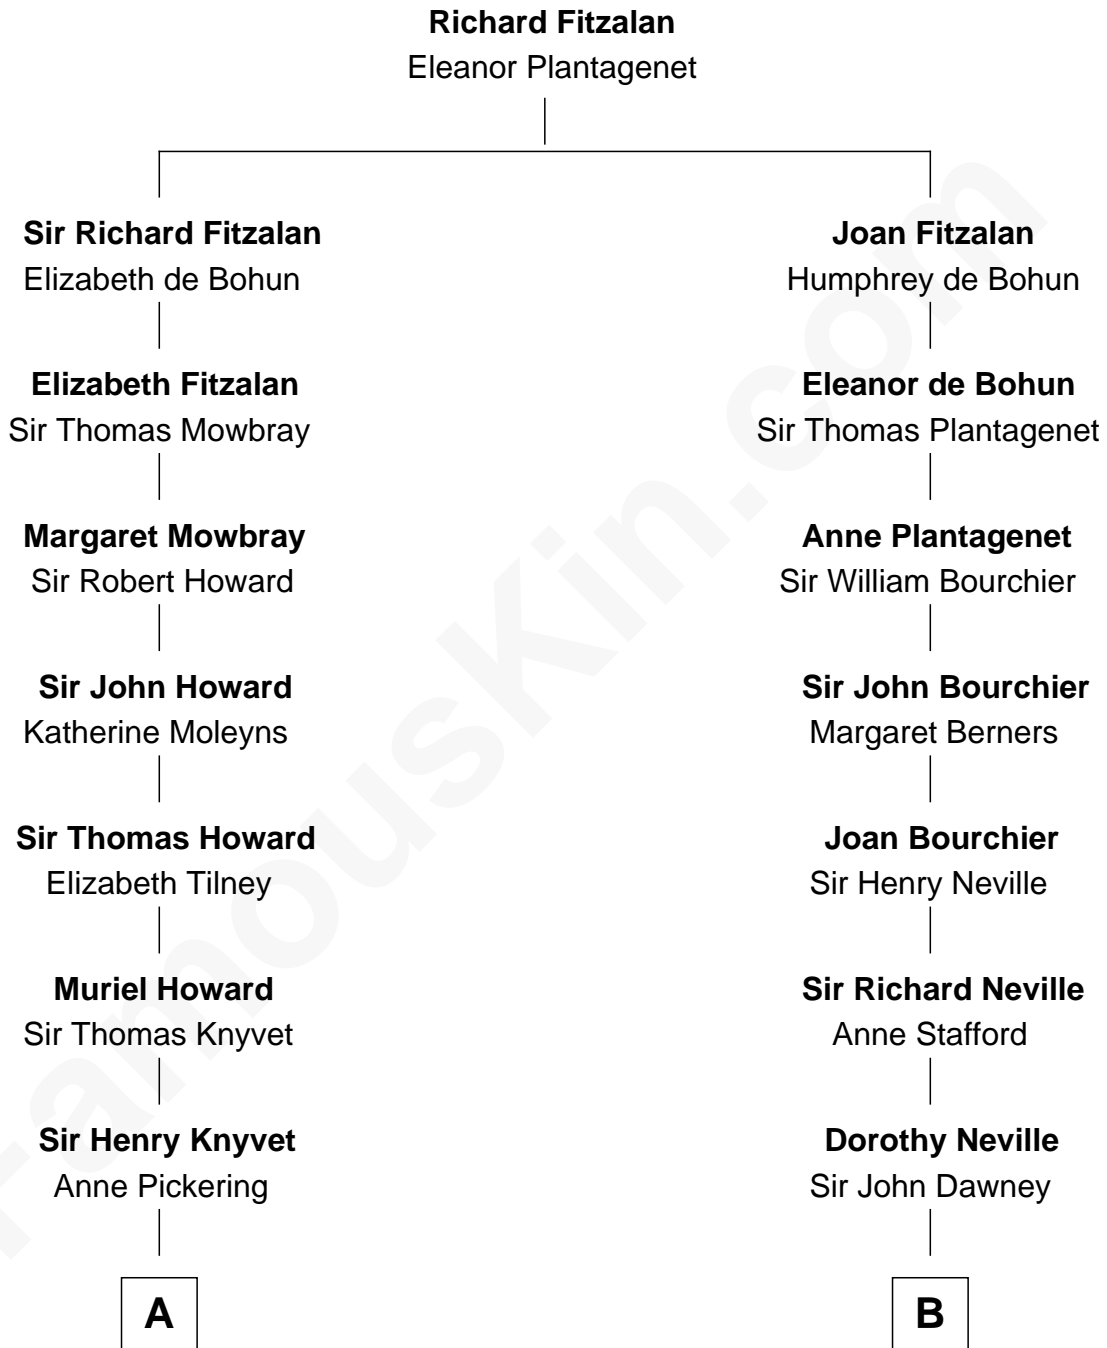 Richard Fitzalan
Eleanor Plantagenet
Sir Richard Fitzalan
Elizabeth de Bohun
Elizabeth Fitzalan
Sir Thomas Mowbray
Margaret Mowbray
Sir Robert Howard
Sir John Howard
Katherine Moleyns
Sir Thomas Howard
Elizabeth Tilney
Muriel Howard
Sir Thomas Knyvet
Sir Henry Knyvet
Anne Pickering
A
Joan Fitzalan
Humphrey de Bohun
Eleanor de Bohun
Sir Thomas Plantagenet
Anne Plantagenet
Sir William Bourchier
Sir John Bourchier
Margaret Berners
Joan Bourchier
Sir Henry Neville
Sir Richard Neville
Anne Stafford
Dorothy Neville
Sir John Dawney
B
FamousKin.com